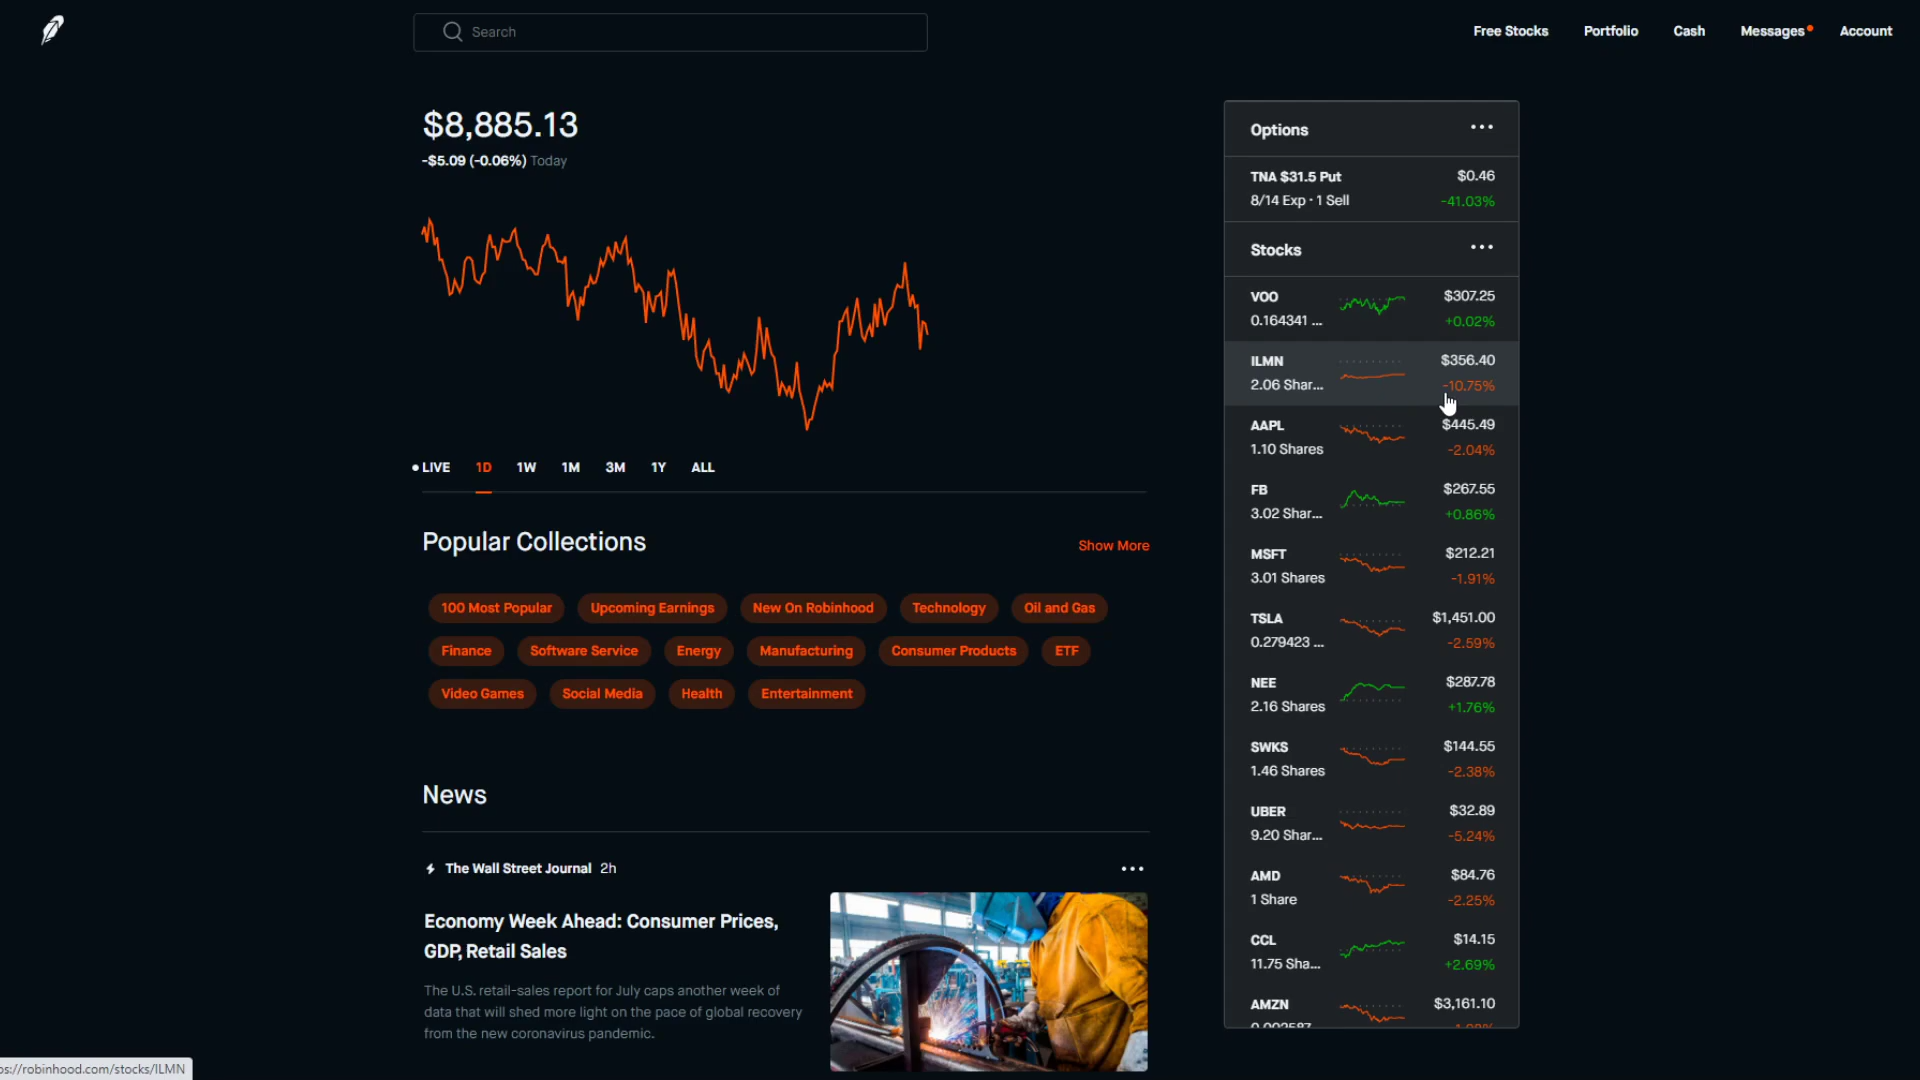 Search
Free Stocks
Portfolio
Cash
Messages
Account
$8,885.13
-$5.09 (-0.06%) Today
LIVE
1D
1W
1M
3M
1Y
ALL
Popular Collections
Show More
100 Most Popular
Upcoming Earnings
New On Robinhood
Technology
Oil and Gas
Finance
Software Service
Energy
Manufacturing
Consumer Products
ETF
Video Games
Social Media
Health
Entertainment
News
The Wall Street Journal 2h
Economy Week Ahead: Consumer Prices,
GDP, Retail Sales
The U.S. retail-sales report for July caps another week of
data that will shed more light on the pace of global recovery
from the new coronavirus pandemic.
Options
TNA $31.5 Put $0.46
8/14 Exp · 1 Sell -41.03%
Stocks
VOO $307.25
0.164341 ... +0.02%
ILMN $356.40
2.06 Shar... -10.75%
AAPL $445.49
1.10 Shares -2.04%
FB $267.55
3.02 Shar... +0.86%
MSFT $212.21
3.01 Shares -1.91%
TSLA $1,451.00
0.279423 ... -2.59%
NEE $287.78
2.16 Shares +1.76%
SWKS $144.55
1.46 Shares -2.38%
UBER $32.89
9.20 Shar... -5.24%
AMD $84.76
1 Share -2.25%
CCL $14.15
11.75 Sha... +2.69%
AMZN $3,161.10
os://robinhood.com/stocks/ILMN